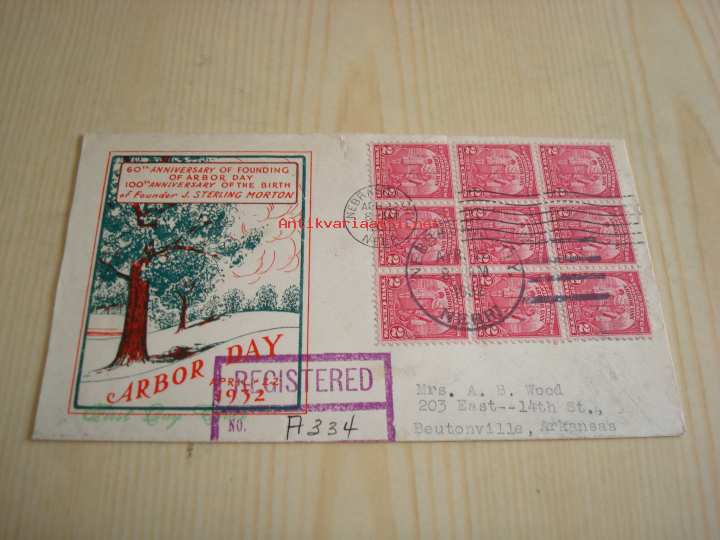 60TH ANNIVERSARY OF FOUNDING
OF ARBOR DAY
100TH ANNIVERSARY OF THE BIRTH
of Founder J. STERLING MORTON
Antikvariaatti.net
ARBOR DAY
APRIL 22
1932
REGISTERED
NO. A334
Mrs. A. B. Wood
203 East--14th St.,
Beutonville, Arkansas